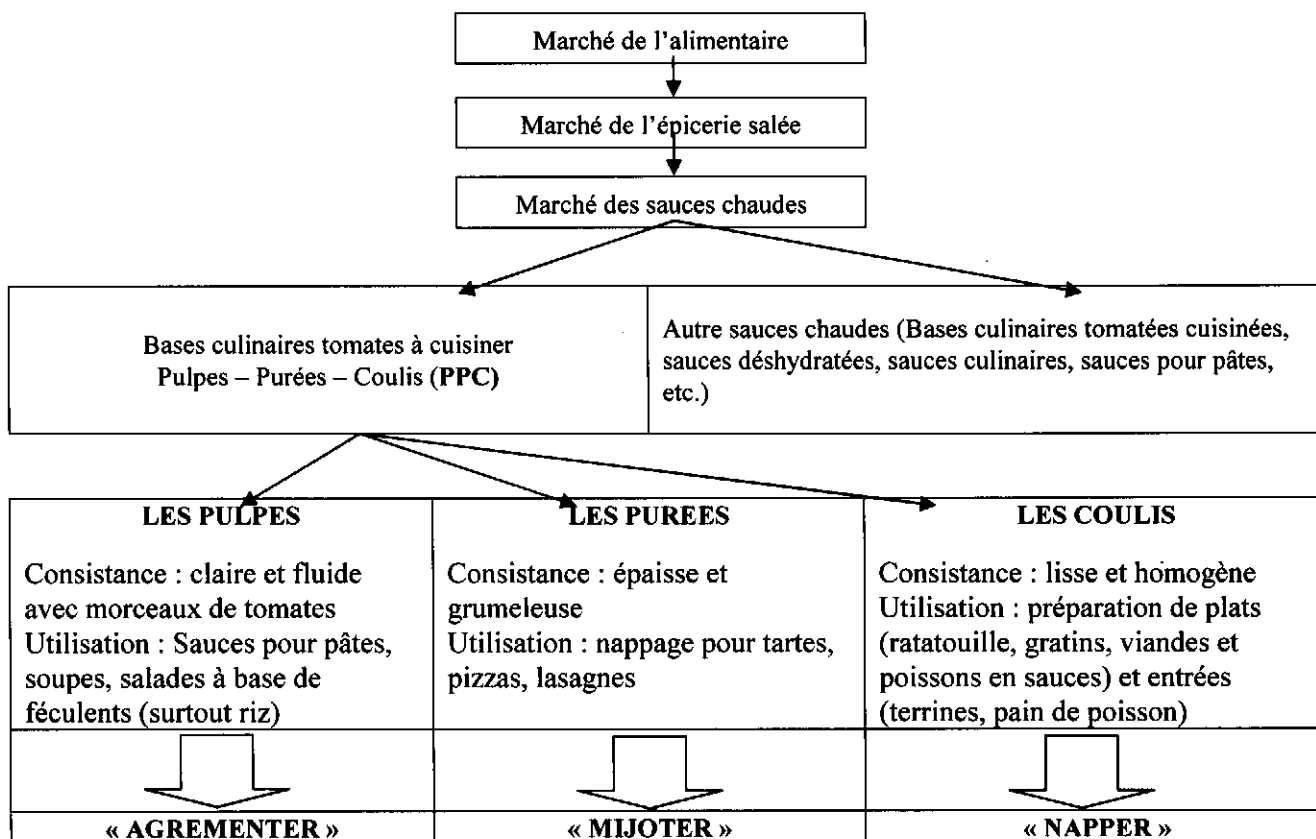 Marché de l'alimentaire
Marché de l'épicerie salée
Marché des sauces chaudes
Bases culinaires tomates à cuisiner
Pulpes – Purées – Coulis (PPC)
Autre sauces chaudes (Bases culinaires tomatées cuisinées,
sauces déshydratées, sauces culinaires, sauces pour pâtes,
etc.)
LES PULPES
Consistance : claire et fluide
avec morceaux de tomates
Utilisation : Sauces pour pâtes,
soupes, salades à base de
féculents (surtout riz)
LES PUREES
Consistance : épaisse et
grumeleuse
Utilisation : nappage pour tartes,
pizzas, lasagnes
LES COULIS
Consistance : lisse et homogène
Utilisation : préparation de plats
(ratatouille, gratins, viandes et
poissons en sauces) et entrées
(terrines, pain de poisson)
« AGREMENTER »
« MIJOTER »
« NAPPER »